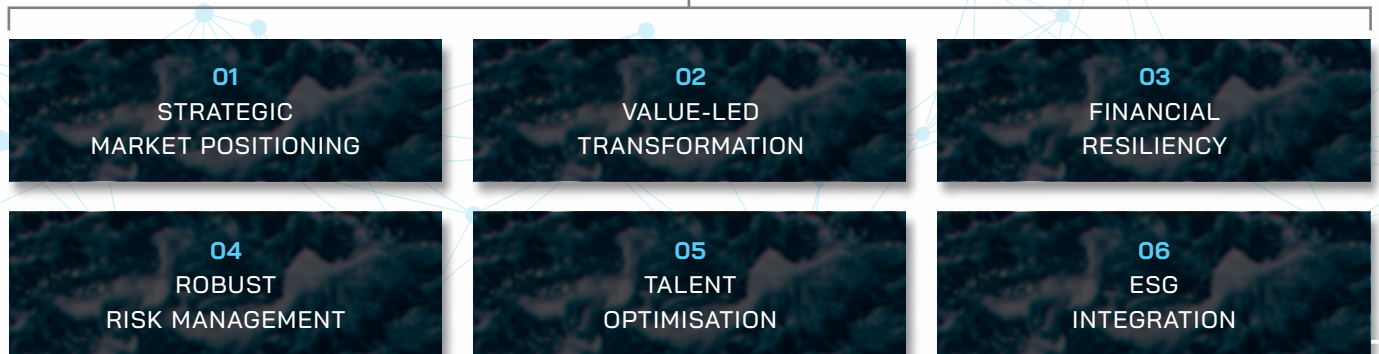 01
STRATEGIC
MARKET POSITIONING
02
VALUE-LED
TRANSFORMATION
03
FINANCIAL
RESILIENCY
04
ROBUST
RISK MANAGEMENT
05
TALENT
OPTIMISATION
06
ESG
INTEGRATION